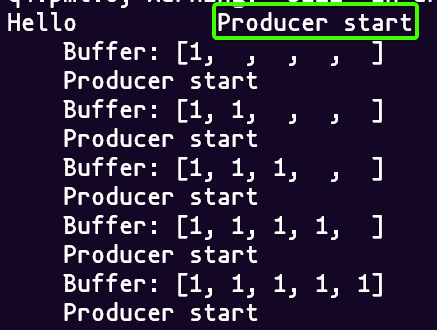 Hello Producer start
Buffer: [1, , , , ]
Producer start
Buffer: [1, 1, , , ]
Producer start
Buffer: [1, 1, 1, , ]
Producer start
Buffer: [1, 1, 1, 1, ]
Producer start
Buffer: [1, 1, 1, 1, 1]
Producer start